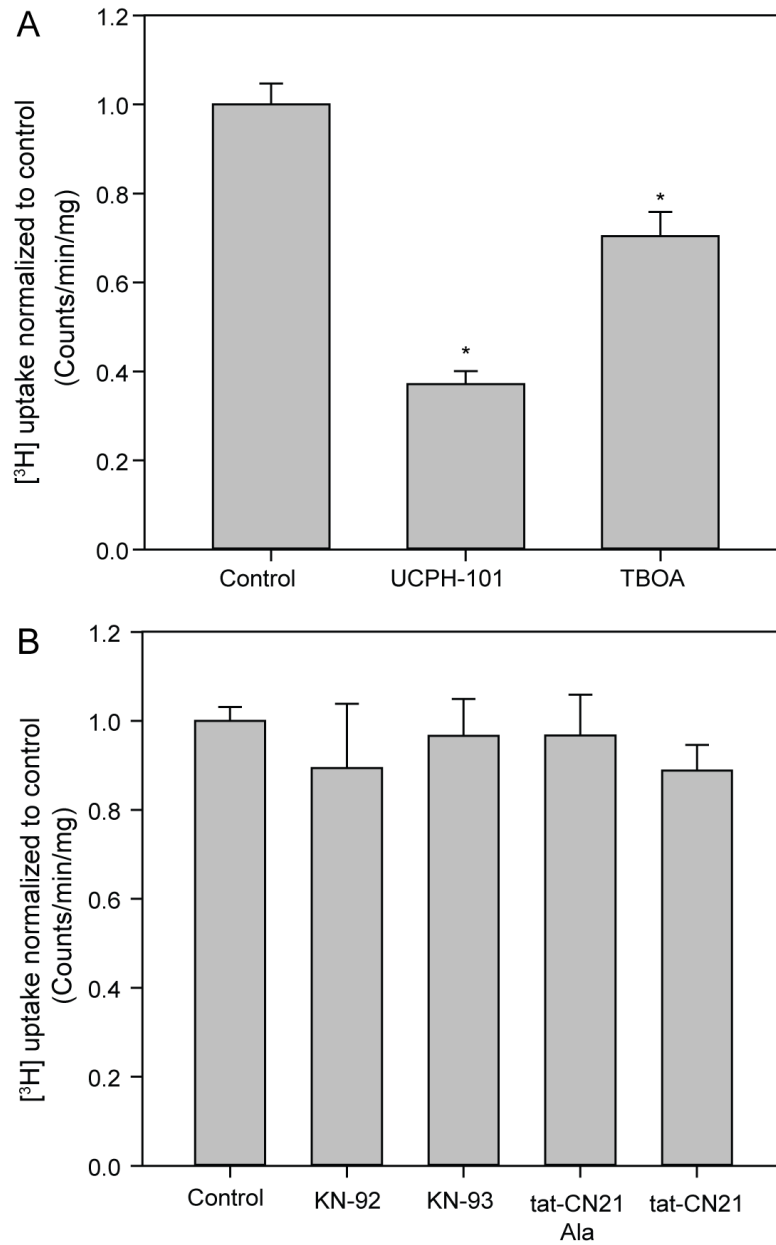 A
[³H] uptake normalized to control
(Counts/min/mg)
1.2
1.0
0.8
0.6
0.4
0.2
0.0
*
*
Control UCPH-101 TBOA
B
[³H] uptake normalized to control
(Counts/min/mg)
1.2
1.0
0.8
0.6
0.4
0.2
0.0
Control KN-92 KN-93 tat-CN21 tat-CN21
Ala